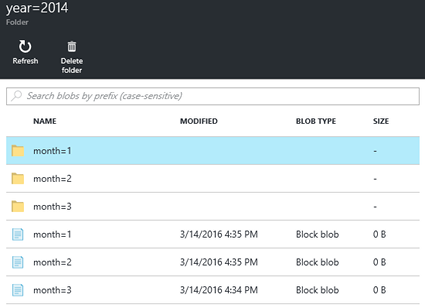 year=2014
Folder
Refresh Delete folder
Search blobs by prefix (case-sensitive)
NAME MODIFIED BLOB TYPE SIZE
month=1 -
month=2 -
month=3 -
month=1 3/14/2016 4:35 PM Block blob 0 B
month=2 3/14/2016 4:35 PM Block blob 0 B
month=3 3/14/2016 4:34 PM Block blob 0 B